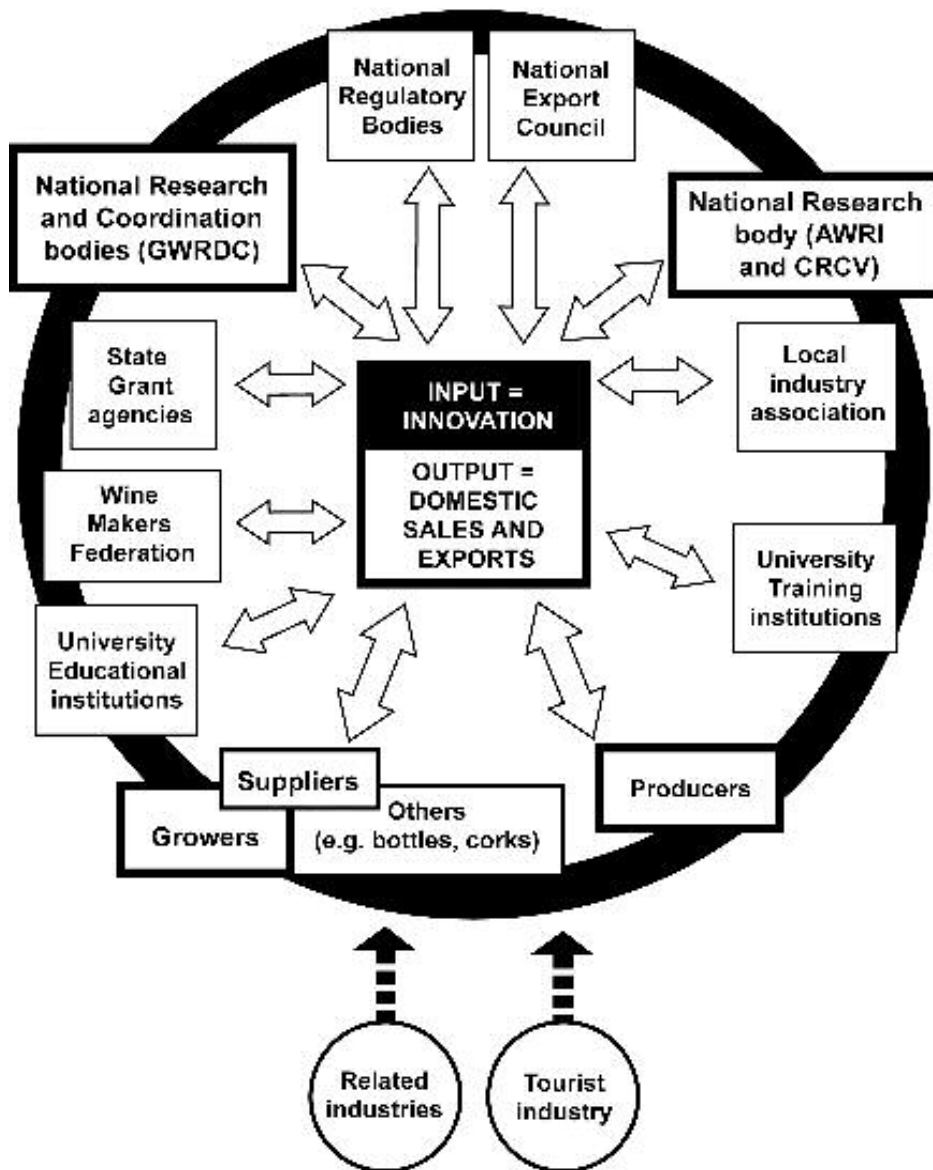 National
Regulatory
Bodies
National
Export
Council
National Research
and Coordination
bodies (GWRDC)
National Research
body (AWRI
and CRCV)
State
Grant
agencies
INPUT =
INNOVATION
OUTPUT =
DOMESTIC
SALES AND
EXPORTS
Local
industry
association
Wine
Makers
Federation
University
Training
institutions
University
Educational
institutions
Suppliers
Growers
Others
(e.g. bottles, corks)
Producers
Related
industries
Tourist
industry